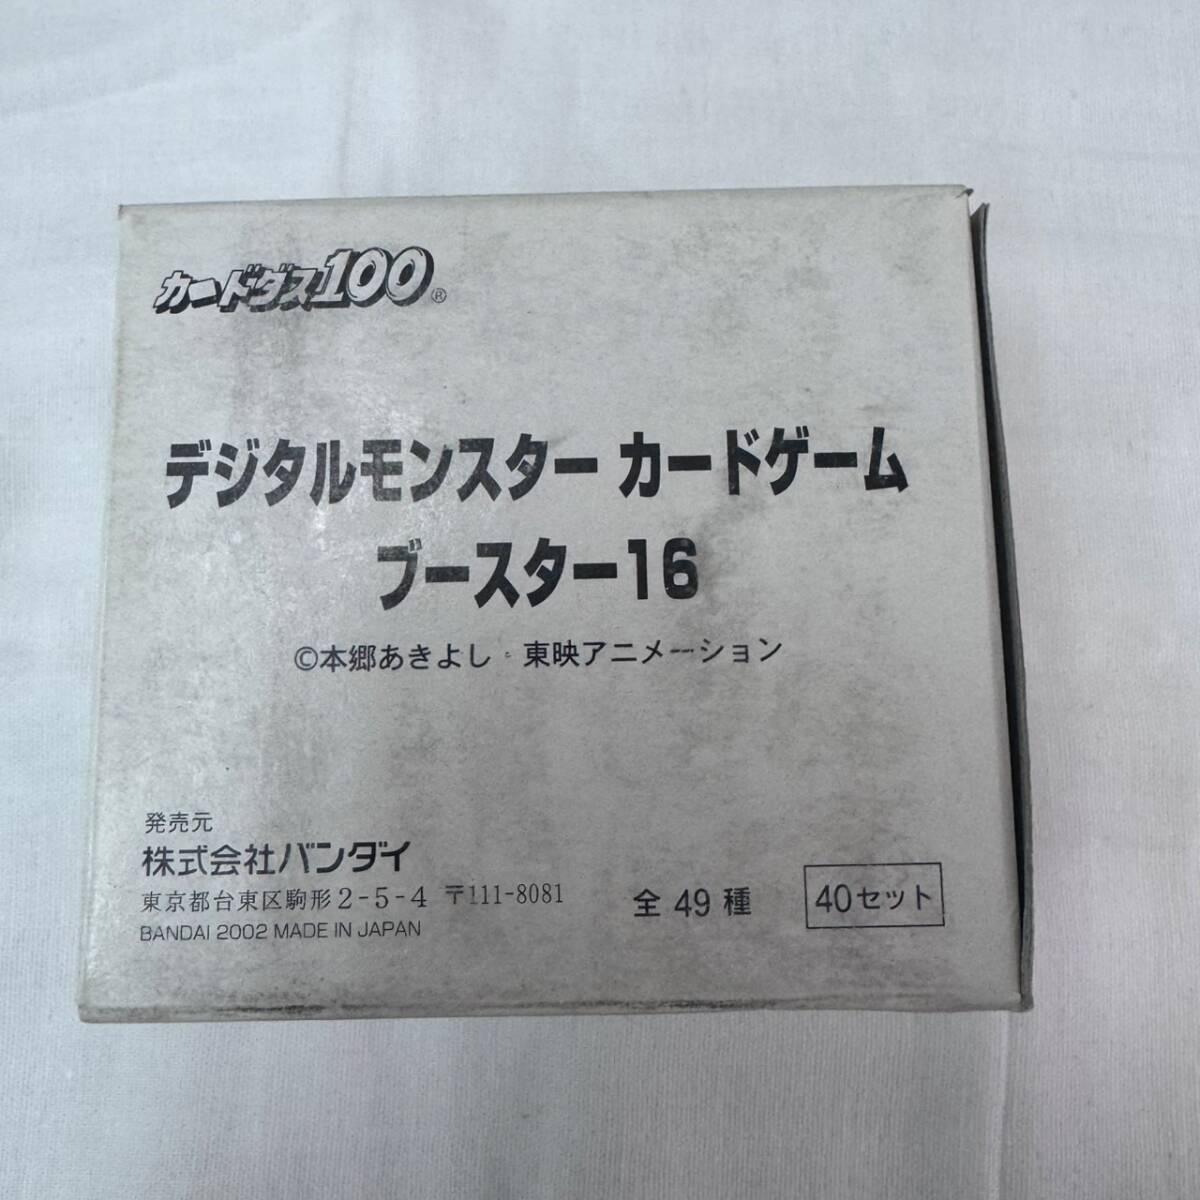 カードダス100®
デジタルモンスター カードゲーム
ブースター16
©本郷あきよし・東映アニメーション
発売元
株式会社バンダイ
東京都台東区駒形2-5-4 〒111-8081
BANDAI 2002 MADE IN JAPAN
全49種
40セット